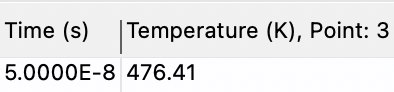 Time (s) Temperature (K), Point: 3
5.0000E-8 476.41